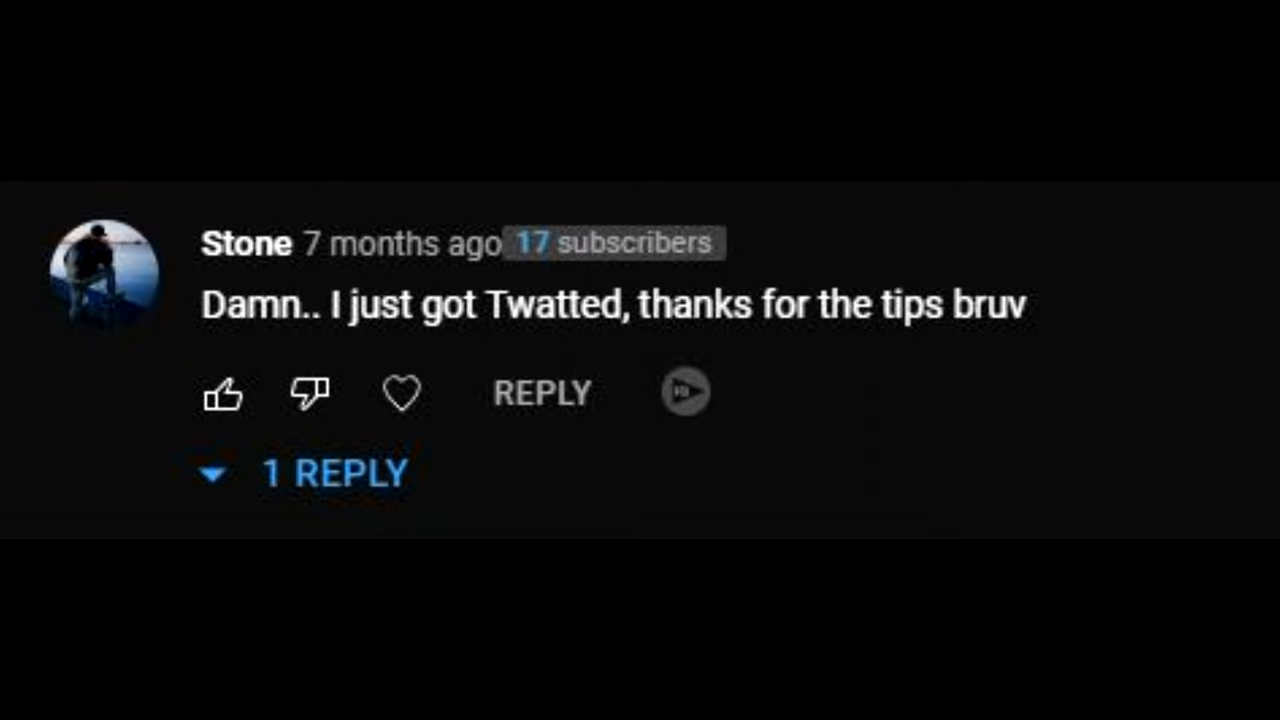 Stone 7 months ago 17 subscribers
Damn.. I just got Twatted, thanks for the tips bruv
REPLY
1 REPLY